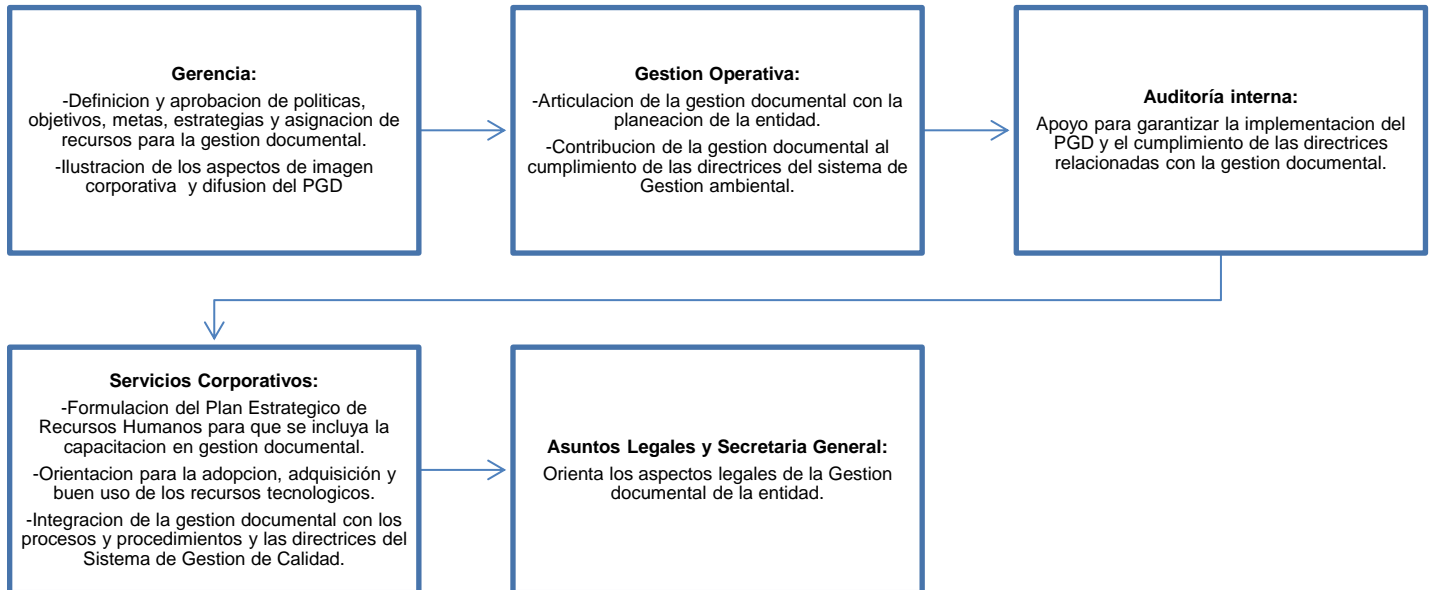 Gerencia:
-Definicion y aprobacion de politicas,
objetivos, metas, estrategias y asignacion de
recursos para la gestion documental.
-Ilustracion de los aspectos de imagen
corporativa y difusion del PGD
Gestion Operativa:
-Articulacion de la gestion documental con la
planeacion de la entidad.
-Contribucion de la gestion documental al
cumplimiento de las directrices del sistema de
Gestion ambiental.
Auditoría interna:
Apoyo para garantizar la implementacion del
PGD y el cumplimiento de las directrices
relacionadas con la gestion documental.
Servicios Corporativos:
-Formulacion del Plan Estrategico de
Recursos Humanos para que se incluya la
capacitacion en gestion documental.
-Orientacion para la adopcion, adquisición y
buen uso de los recursos tecnologicos.
-Integracion de la gestion documental con los
procesos y procedimientos y las directrices del
Sistema de Gestion de Calidad.
Asuntos Legales y Secretaria General:
Orienta los aspectos legales de la Gestion
documental de la entidad.